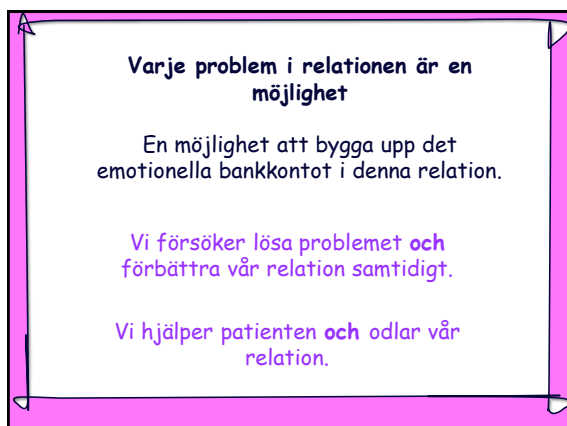 Varje problem i relationen är en
möjlighet
En möjlighet att bygga upp det
emotionella bankkontot i denna relation.
Vi försöker lösa problemet och
förbättra vår relation samtidigt.
Vi hjälper patienten och odlar vår
relation.